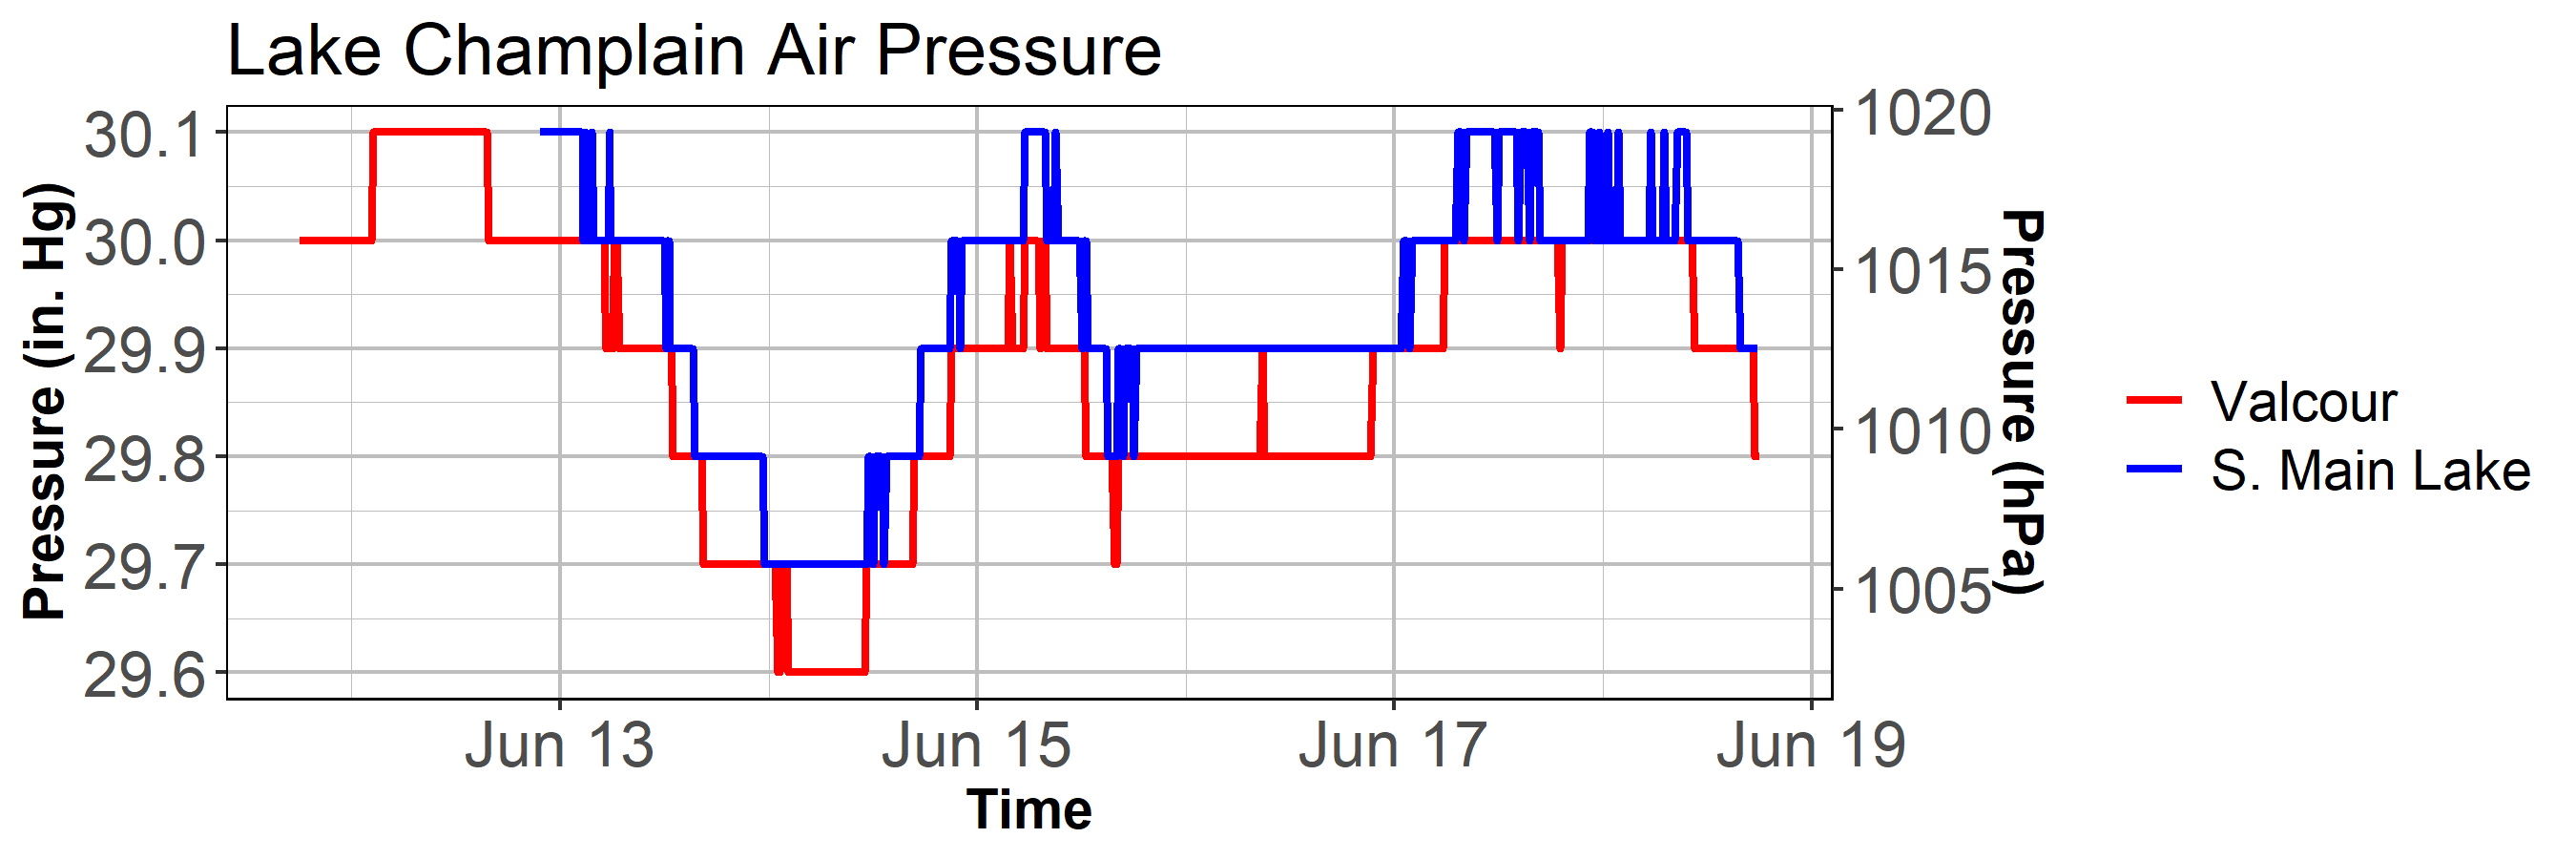 Lake Champlain Air Pressure
Pressure (in. Hg)
30.1
30.0
29.9
29.8
29.7
29.6
1020
1015
1010
1005
Pressure (hPa)
Jun 13
Jun 15
Jun 17
Jun 19
Time
Valcour
S. Main Lake